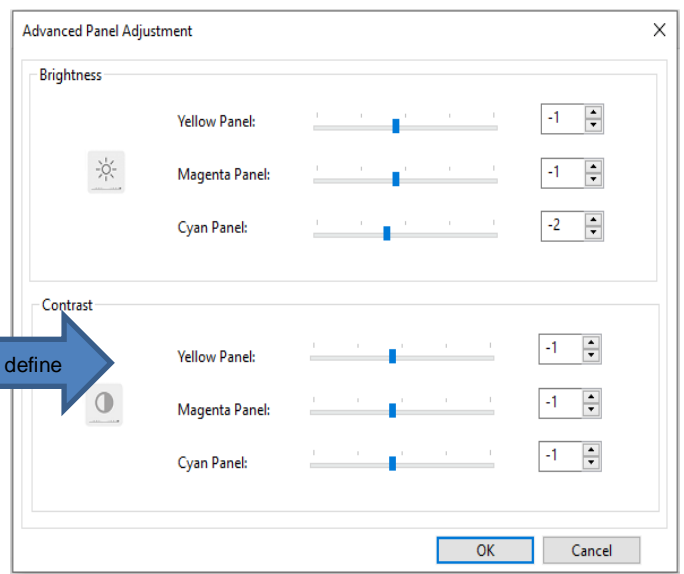 Advanced Panel Adjustment
Brightness
Yellow Panel: -1
Magenta Panel: -1
Cyan Panel: -2
Contrast
define
Yellow Panel: -1
Magenta Panel: -1
Cyan Panel: -1
OK Cancel